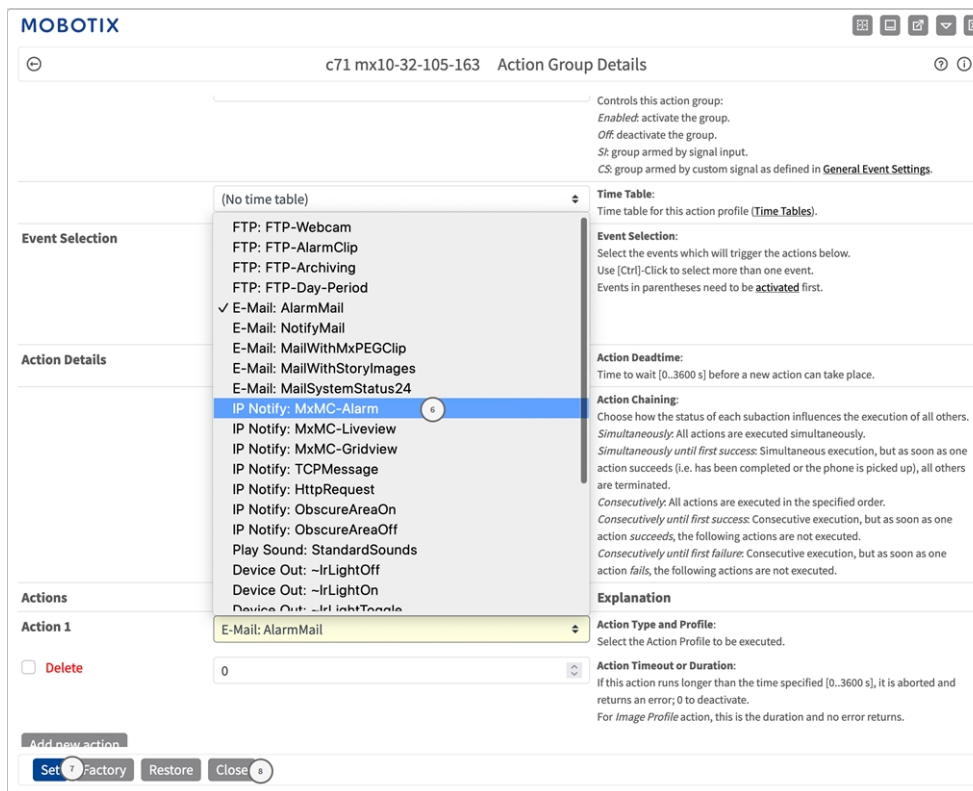 MOBOTIX
c71 mx10-32-105-163 Action Group Details
Controls this action group:
Enabled: activate the group.
Off: deactivate the group.
SI: group armed by signal input.
CS: group armed by custom signal as defined in General Event Settings.
(No time table)
Time Table:
Time table for this action profile (Time Tables).
Event Selection
Event Selection:
Select the events which will trigger the actions below.
Use [Ctrl]-Click to select more than one event.
Events in parentheses need to be activated first.
FTP: FTP-Webcam
FTP: FTP-AlarmClip
FTP: FTP-Archiving
FTP: FTP-Day-Period
✓ E-Mail: AlarmMail
E-Mail: NotifyMail
E-Mail: MailWithMxPEGClip
E-Mail: MailWithStoryImages
E-Mail: MailSystemStatus24
IP Notify: MxMC-Alarm 6
IP Notify: MxMC-Liveview
IP Notify: MxMC-Gridview
IP Notify: TCPMessage
IP Notify: HttpRequest
IP Notify: ObscureAreaOn
IP Notify: ObscureAreaOff
Play Sound: StandardSounds
Device Out: ~IrLightOff
Device Out: ~IrLightOn
Device Out: ~IrLightToggle
Action Details
Action Deadtime:
Time to wait [0..3600 s] before a new action can take place.
Action Chaining:
Choose how the status of each subaction influences the execution of all others.
Simultaneously: All actions are executed simultaneously.
Simultaneously until first success: Simultaneous execution, but as soon as one
action succeeds (i.e. has been completed or the phone is picked up), all others
are terminated.
Consecutively: All actions are executed in the specified order.
Consecutively until first success: Consecutive execution, but as soon as one
action succeeds, the following actions are not executed.
Consecutively until first failure: Consecutive execution, but as soon as one
action fails, the following actions are not executed.
Actions
Explanation
Action 1
E-Mail: AlarmMail
Action Type and Profile:
Select the Action Profile to be executed.
Delete
0
Action Timeout or Duration:
If this action runs longer than the time specified [0..3600 s], it is aborted and
returns an error; 0 to deactivate.
For Image Profile action, this is the duration and no error returns.
Add new action
Set 7 Factory Restore Close 8